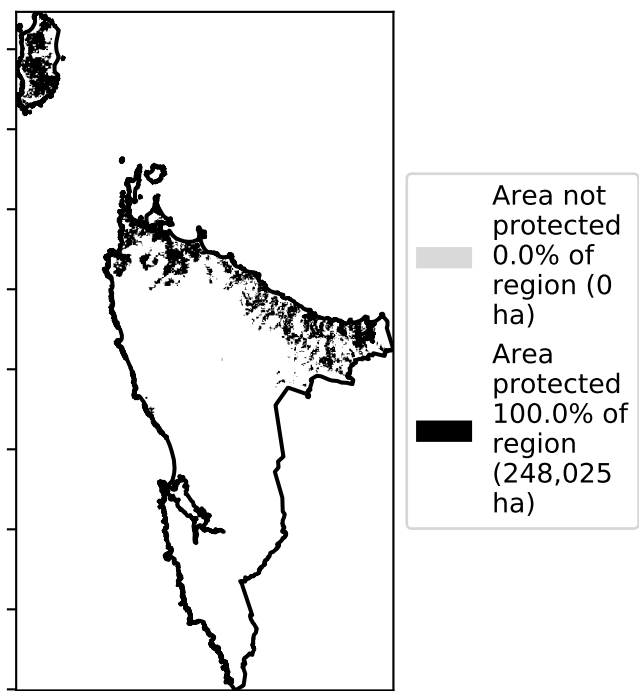 Area not
protected
0.0% of
region (0
ha)
Area
protected
100.0% of
region
(248,025
ha)